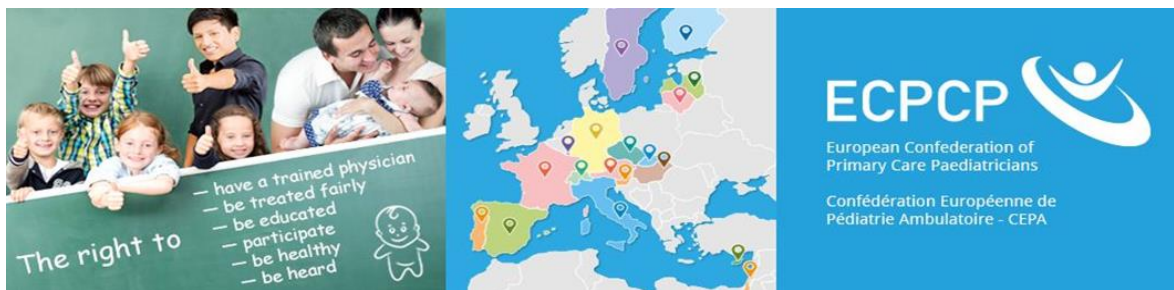 The right to
— have a trained physician
— be treated fairly
— be educated
— participate
— be healthy
— be heard
ECPCP
European Confederation of
Primary Care Paediatricians
Confédération Européenne de
Pédiatrie Ambulatoire - CEPA